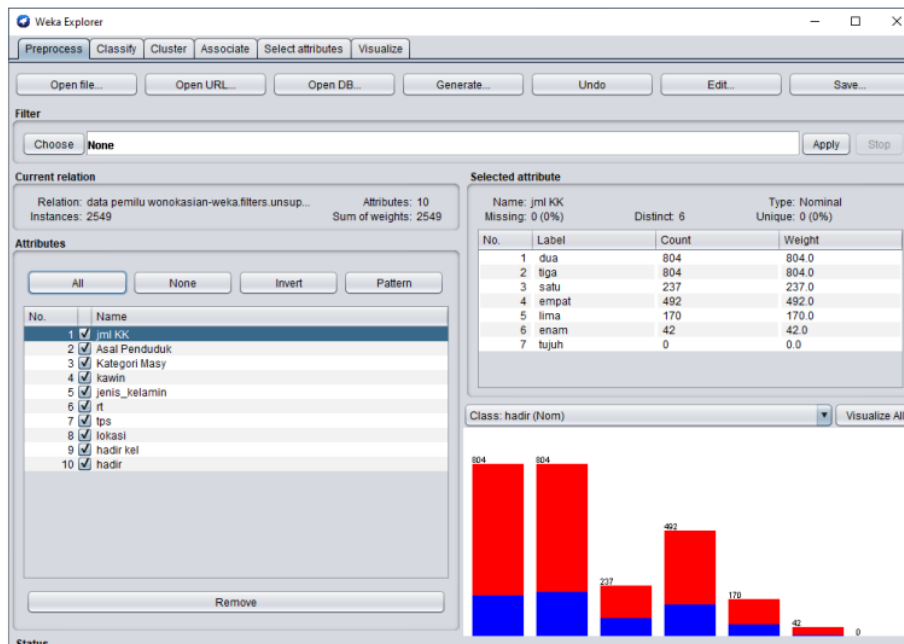 Weka Explorer
Preprocess Classify Cluster Associate Select attributes Visualize
Open file... Open URL... Open DB... Generate... Undo Edit... Save...
Filter
Choose None Apply Stop
Current relation
Relation: data pemilu wonokasian-weka.filters.unsup... Attributes: 10
Instances: 2549 Sum of weights: 2549
Attributes
All None Invert Pattern
No. Name
1 jml KK
2 Asal Penduduk
3 Kategori Masy
4 kawin
5 jenis_kelamin
6 rt
7 tps
8 lokasi
9 hadir kel
10 hadir
Remove
Status
Selected attribute
Name: jml KK Type: Nominal
Missing: 0 (0%) Distinct: 6 Unique: 0 (0%)
No. Label Count Weight
1 dua 804 804.0
2 tiga 804 804.0
3 satu 237 237.0
4 empat 492 492.0
5 lima 170 170.0
6 enam 42 42.0
7 tujuh 0 0.0
Class: hadir (Nom) Visualize All
804 804 237 492 170 42 0